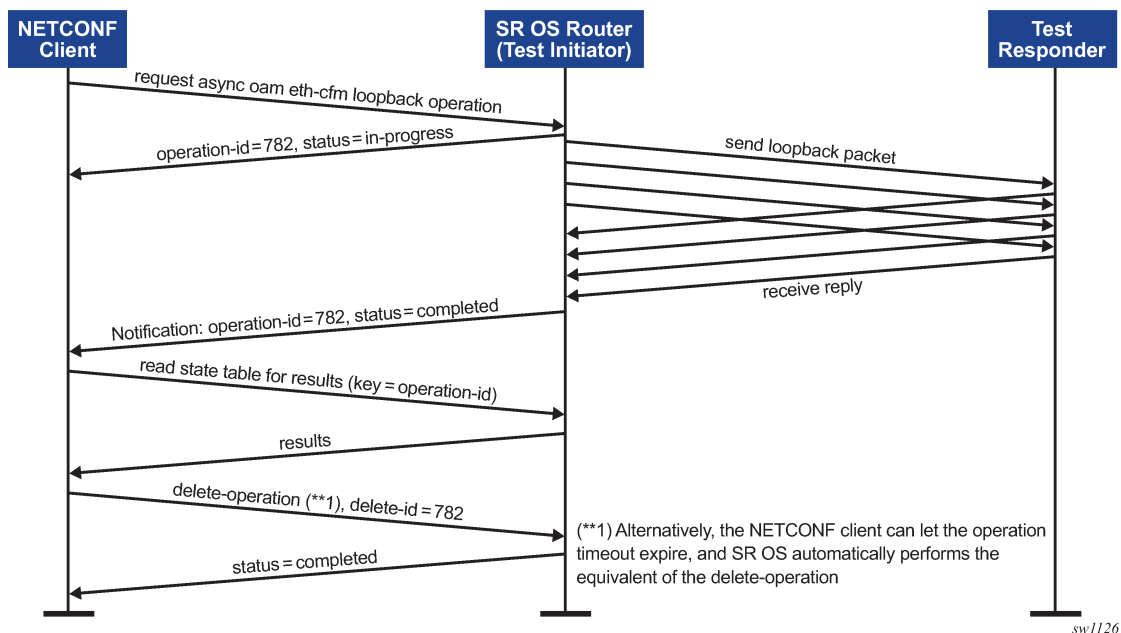 NETCONF
Client
SR OS Router
(Test Initiator)
Test
Responder
request async oam eth-cfm loopback operation
operation-id=782, status=in-progress
send loopback packet
receive reply
Notification: operation-id=782, status=completed
read state table for results (key=operation-id)
results
delete-operation (**1), delete-id=782
(**1) Alternatively, the NETCONF client can let the operation
timeout expire, and SR OS automatically performs the
equivalent of the delete-operation
status=completed
sw1126